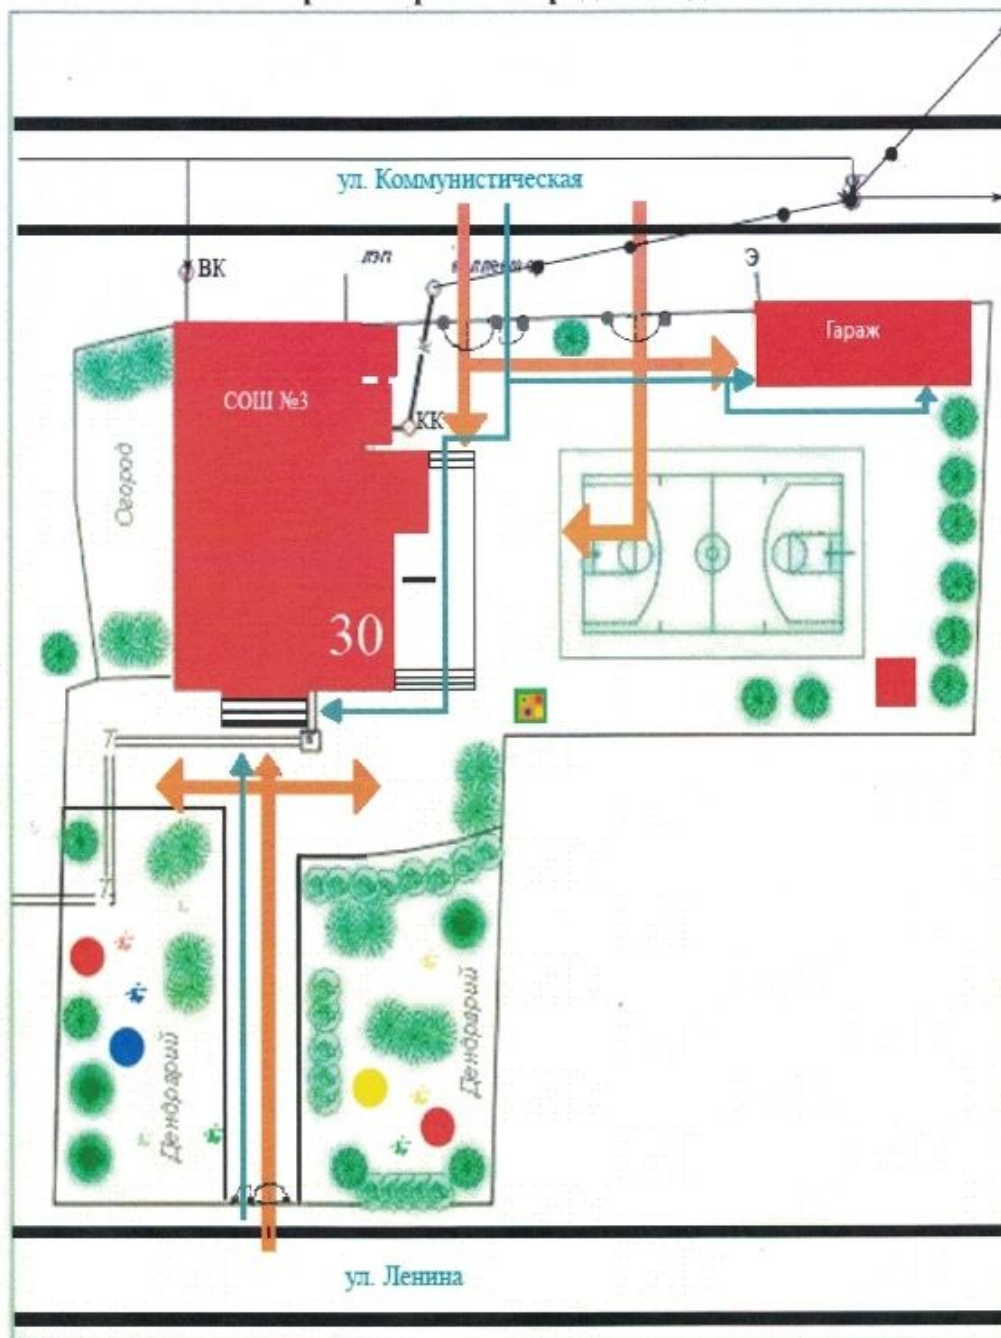 ул. Коммунистическая
ВК
лэп
Э
Гараж
СОШ №3
К
КК
Огород
30
Т
Т
Дендрарий
Дендрарий
ул. Ленина